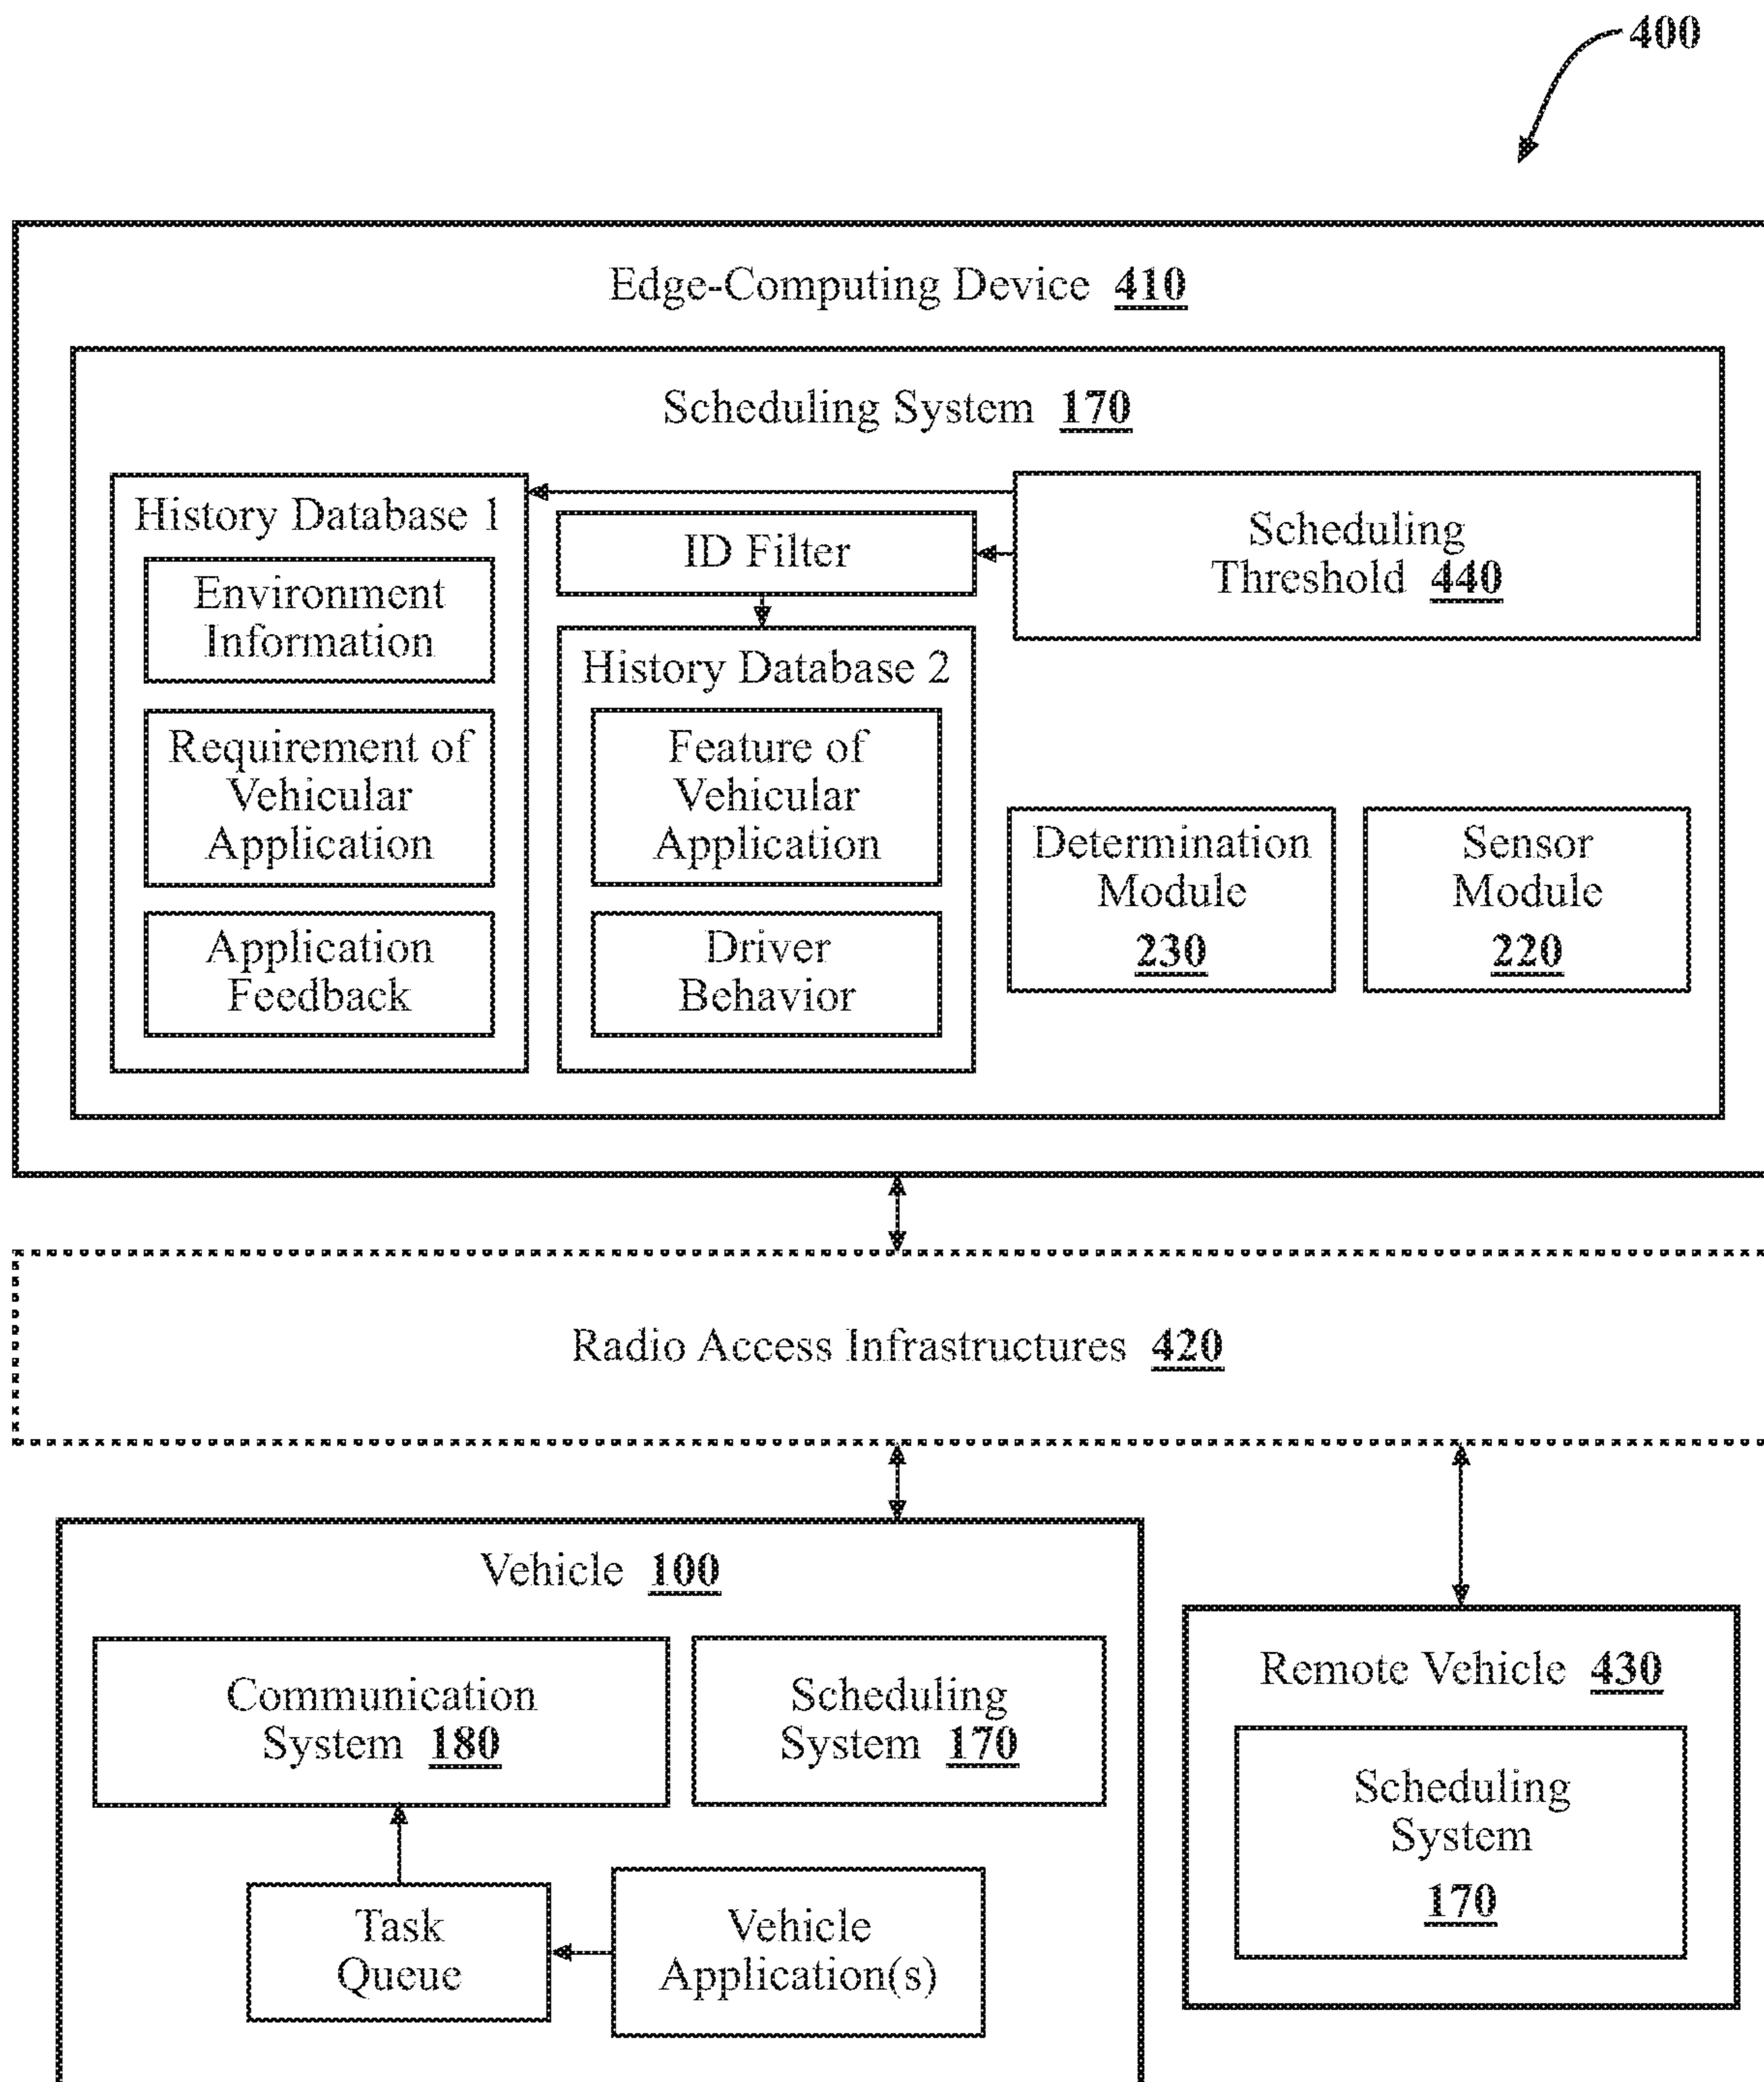 400
Edge-Computing Device 410
Scheduling System 170
History Database 1
Environment
Information
Requirement of
Vehicular
Application
Application
Feedback
ID Filter
History Database 2
Feature of
Vehicular
Application
Driver
Behavior
Scheduling
Threshold 440
Determination
Module
230
Sensor
Module
220
Radio Access Infrastructures 420
Vehicle 100
Communication
System 180
Scheduling
System 170
Task
Queue
Vehicle
Application(s)
Remote Vehicle 430
Scheduling
System
170